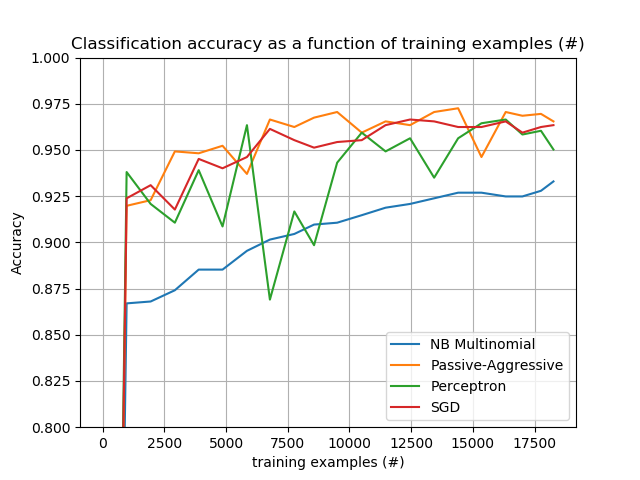 Classification accuracy as a function of training examples (#)
1.000
0.975
0.950
0.925
0.900
0.875
0.850
0.825
0.800
Accuracy
NB Multinomial
Passive-Aggressive
Perceptron
SGD
0 2500 5000 7500 10000 12500 15000 17500
training examples (#)